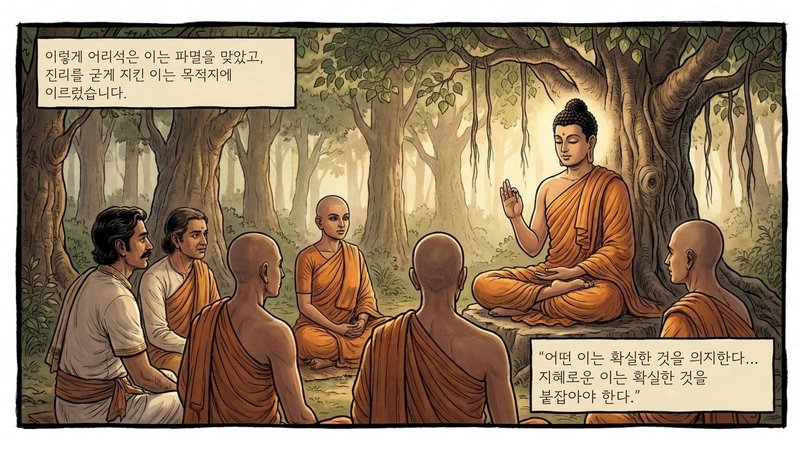 이렇게 어리석은 이는 파멸을 맞았고,
진리를 굳게 지킨 이는 목적지에
이르렀습니다.
“어떤 이는 확실한 것을 의지한다...
지혜로운 이는 확실한 것을
붙잡아야 한다.”